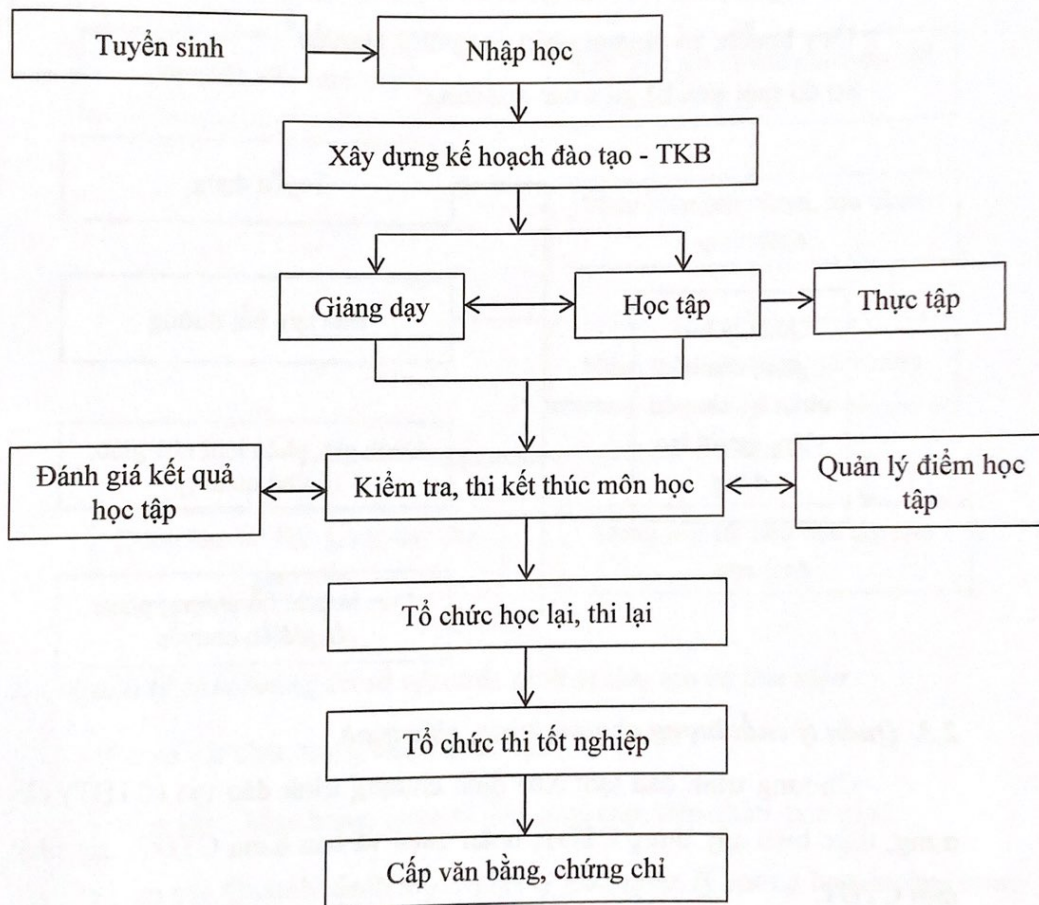 Tuyển sinh
Nhập học
Xây dựng kế hoạch đào tạo - TKB
Giảng dạy
Học tập
Thực tập
Đánh giá kết quả
học tập
Kiểm tra, thi kết thúc môn học
Quản lý điểm học
tập
Tổ chức học lại, thi lại
Tổ chức thi tốt nghiệp
Cấp văn bằng, chứng chỉ